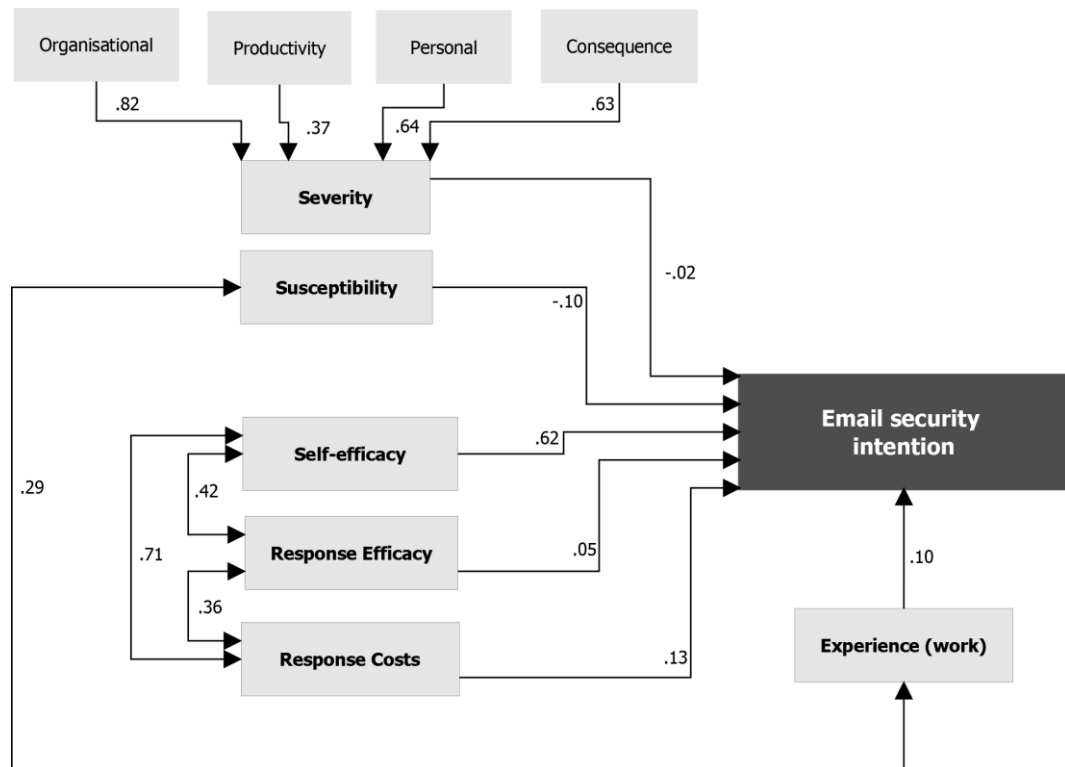 Organisational
Productivity
Personal
Consequence
.82
.37
.64
.63
Severity
-.02
Susceptibility
-.10
Email security
intention
Self-efficacy
.62
.29
.42
Response Efficacy
.05
.71
.10
.36
Experience (work)
Response Costs
.13